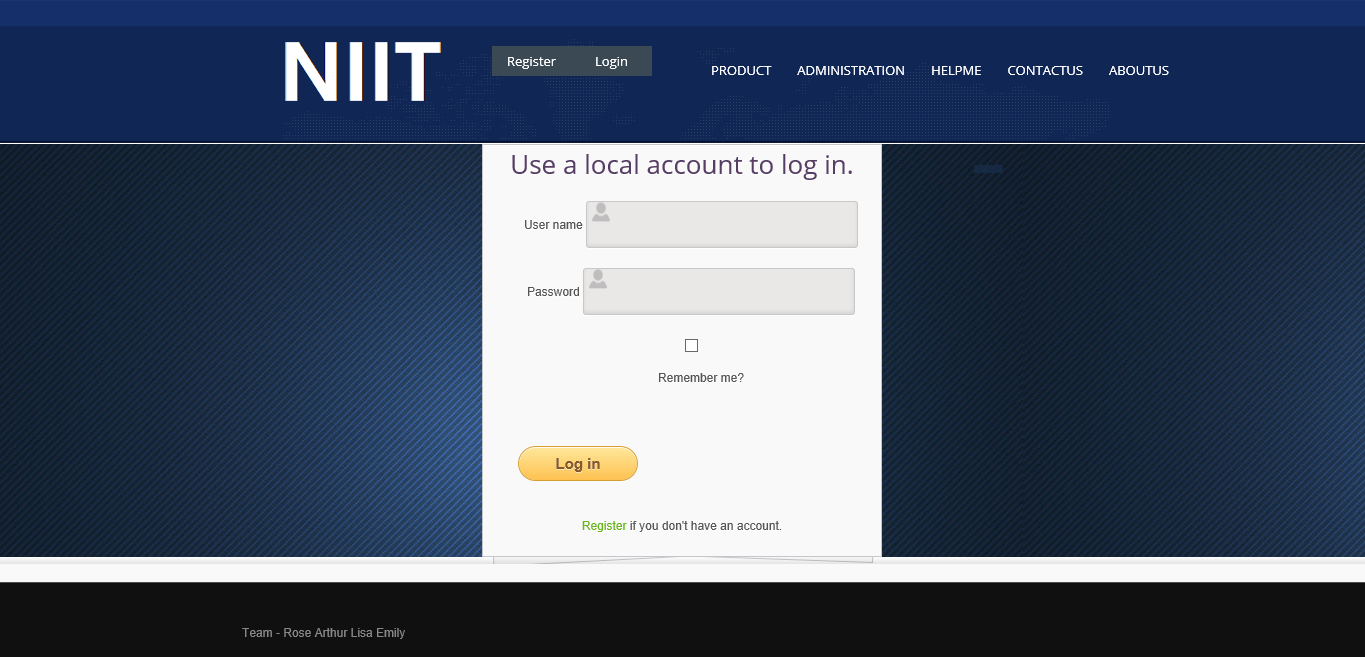 NIIT
Register Login
PRODUCT ADMINISTRATION HELPME CONTACTUS ABOUTUS
Use a local account to log in.
User name
Password
Remember me?
Log in
Register if you don't have an account.
Team - Rose Arthur Lisa Emily